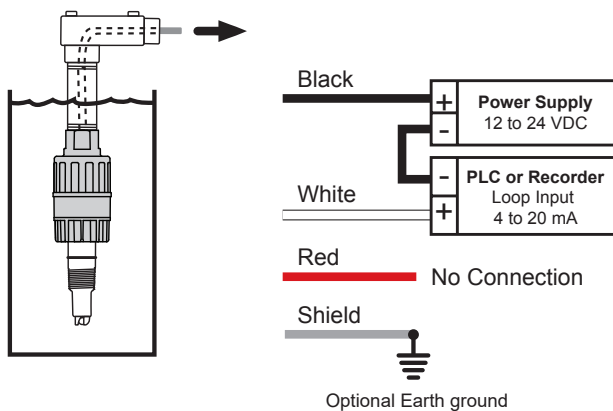 Black
+ Power Supply
- 12 to 24 VDC
- PLC or Recorder
Loop Input
White
+ 4 to 20 mA
Red
No Connection
Shield
Optional Earth ground